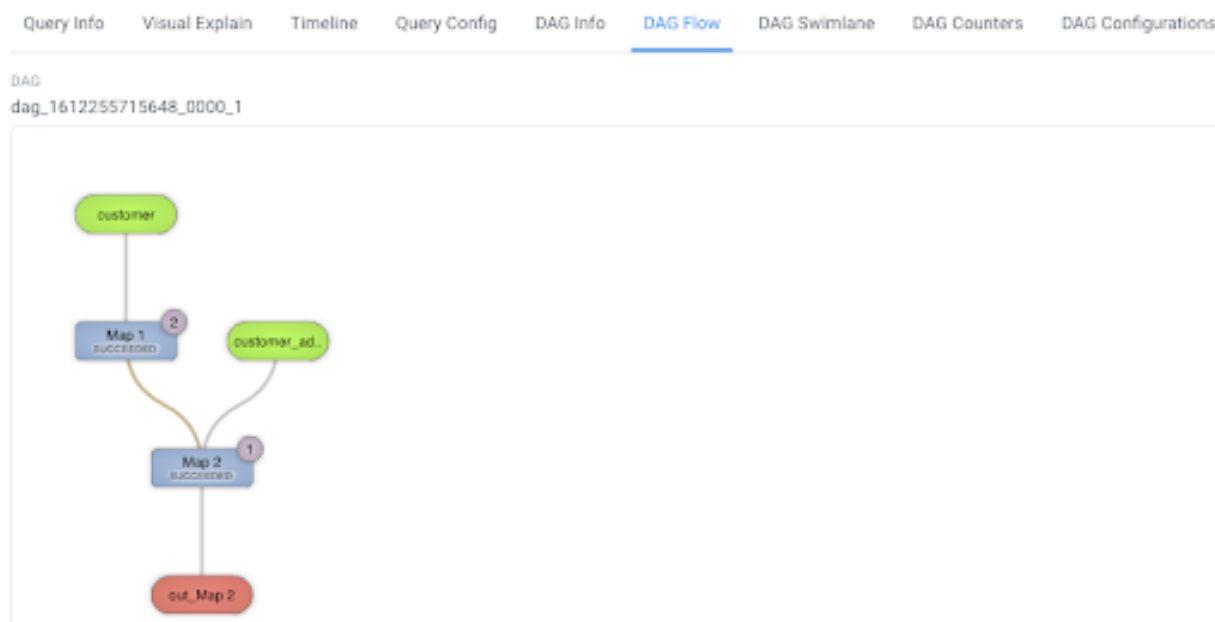 Query Info Visual Explain Timeline Query Config DAG Info DAG Flow DAG Swimlane DAG Counters DAG Configurations
DAG
dag_1612255715648_0000_1
customer
2
Map 1
SUCCEEDED
customer_ad..
1
Map 2
SUCCEEDED
out_Map 2